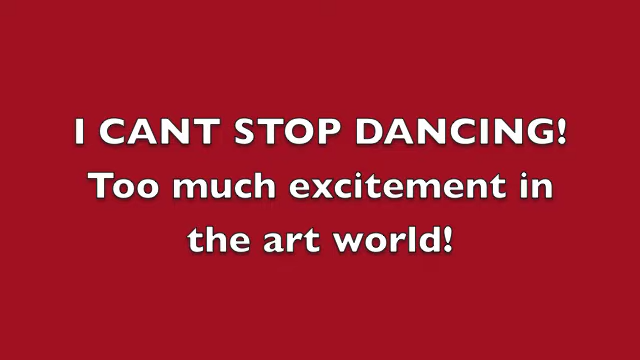 I CANT STOP DANCING!
Too much excitement in
the art world!